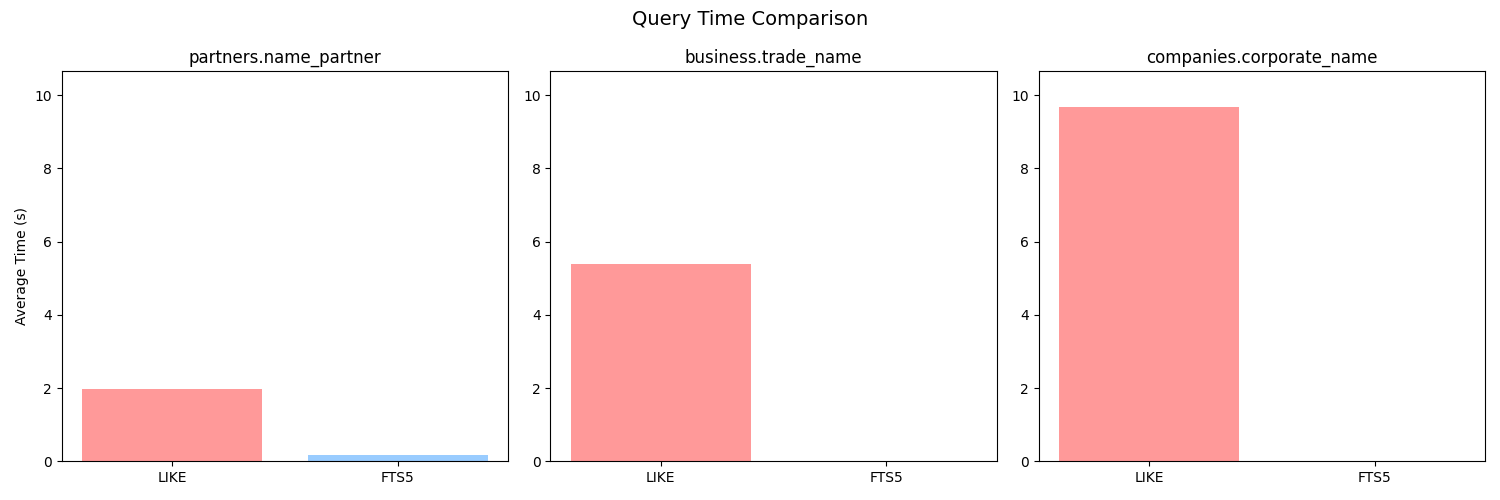 Query Time Comparison
partners.name_partner
Average Time (s)
10
8
6
4
2
0
LIKE
FTS5
business.trade_name
10
8
6
4
2
0
LIKE
FTS5
companies.corporate_name
10
8
6
4
2
0
LIKE
FTS5